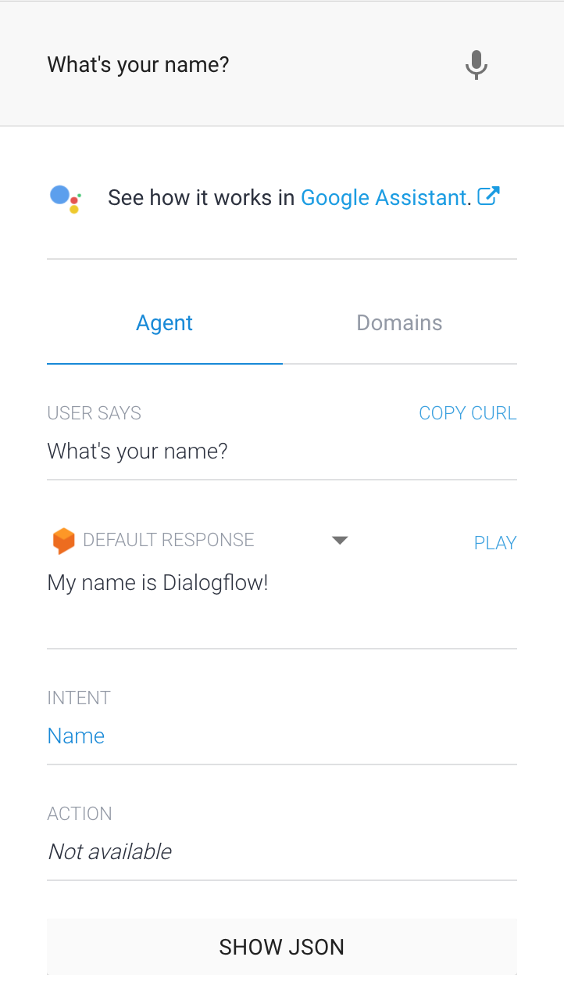 What's your name?
See how it works in Google Assistant.
Agent Domains
USER SAYS COPY CURL
What's your name?
DEFAULT RESPONSE PLAY
My name is Dialogflow!
INTENT
Name
ACTION
Not available
SHOW JSON